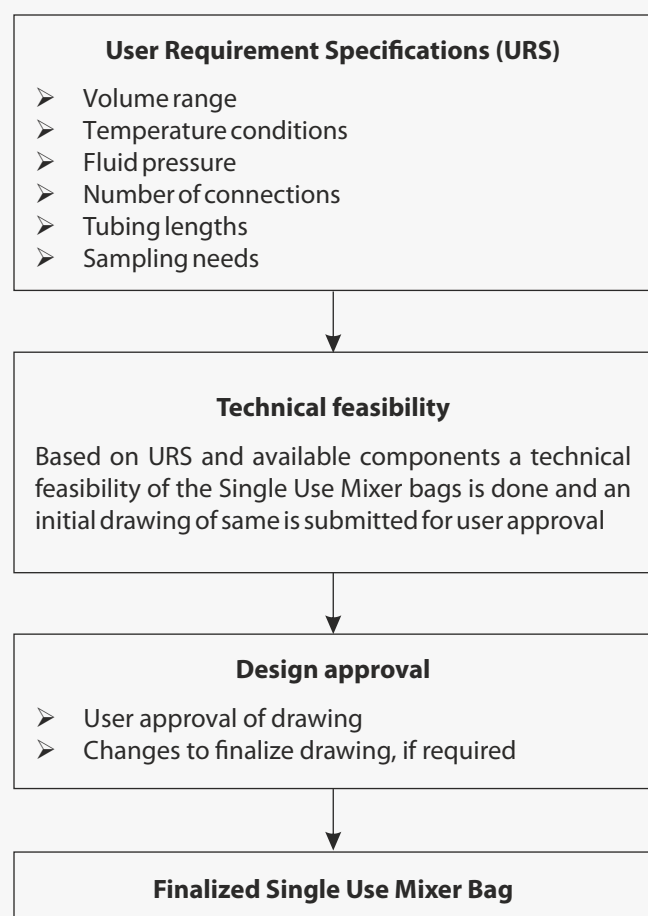 User Requirement Specifications (URS)
➢ Volume range
➢ Temperature conditions
➢ Fluid pressure
➢ Number of connections
➢ Tubing lengths
➢ Sampling needs
Technical feasibility
Based on URS and available components a technical
feasibility of the Single Use Mixer bags is done and an
initial drawing of same is submitted for user approval
Design approval
➢ User approval of drawing
➢ Changes to finalize drawing, if required
Finalized Single Use Mixer Bag